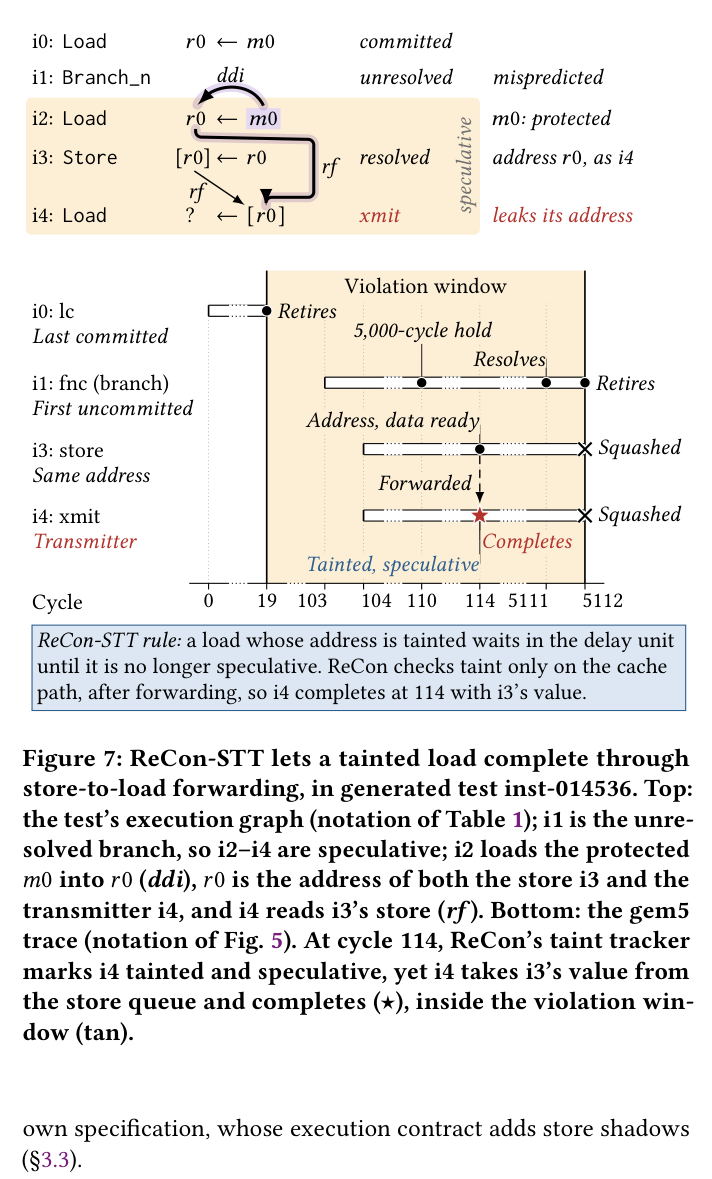 i0: Load r0 ← m0 committed
i1: Branch_n ddi unresolved mispredicted
i2: Load r0 ← m0 m0: protected
i3: Store [r0] ← r0 rf resolved address r0, as i4
rf
i4: Load ? ← [r0] xmit leaks its address
speculative
Violation window
i0: lc Retires
Last committed
5,000-cycle hold
Resolves
i1: fnc (branch) Retires
First uncommitted
Address, data ready
i3: store Squashed
Same address
Forwarded
i4: xmit Squashed
Transmitter Completes
Tainted, speculative
Cycle 0 19 103 104 110 114 5111 5112
ReCon-STT rule: a load whose address is tainted waits in the delay unit
until it is no longer speculative. ReCon checks taint only on the cache
path, after forwarding, so i4 completes at 114 with i3’s value.
Figure 7: ReCon-STT lets a tainted load complete through
store-to-load forwarding, in generated test inst-014536. Top:
the test’s execution graph (notation of Table 1); i1 is the unre-
solved branch, so i2–i4 are speculative; i2 loads the protected
m0 into r0 (ddi), r0 is the address of both the store i3 and the
transmitter i4, and i4 reads i3’s store (rf). Bottom: the gem5
trace (notation of Fig. 5). At cycle 114, ReCon’s taint tracker
marks i4 tainted and speculative, yet i4 takes i3’s value from
the store queue and completes (★), inside the violation win-
dow (tan).
own specification, whose execution contract adds store shadows
(§3.3).